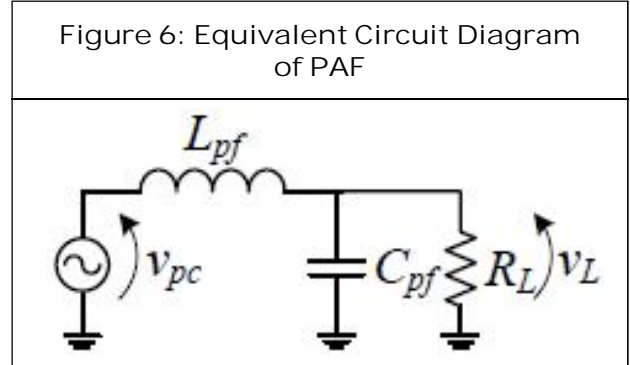 Figure 6: Equivalent Circuit Diagram
of PAF
Lpf
vpc
Cpf
RL
vL